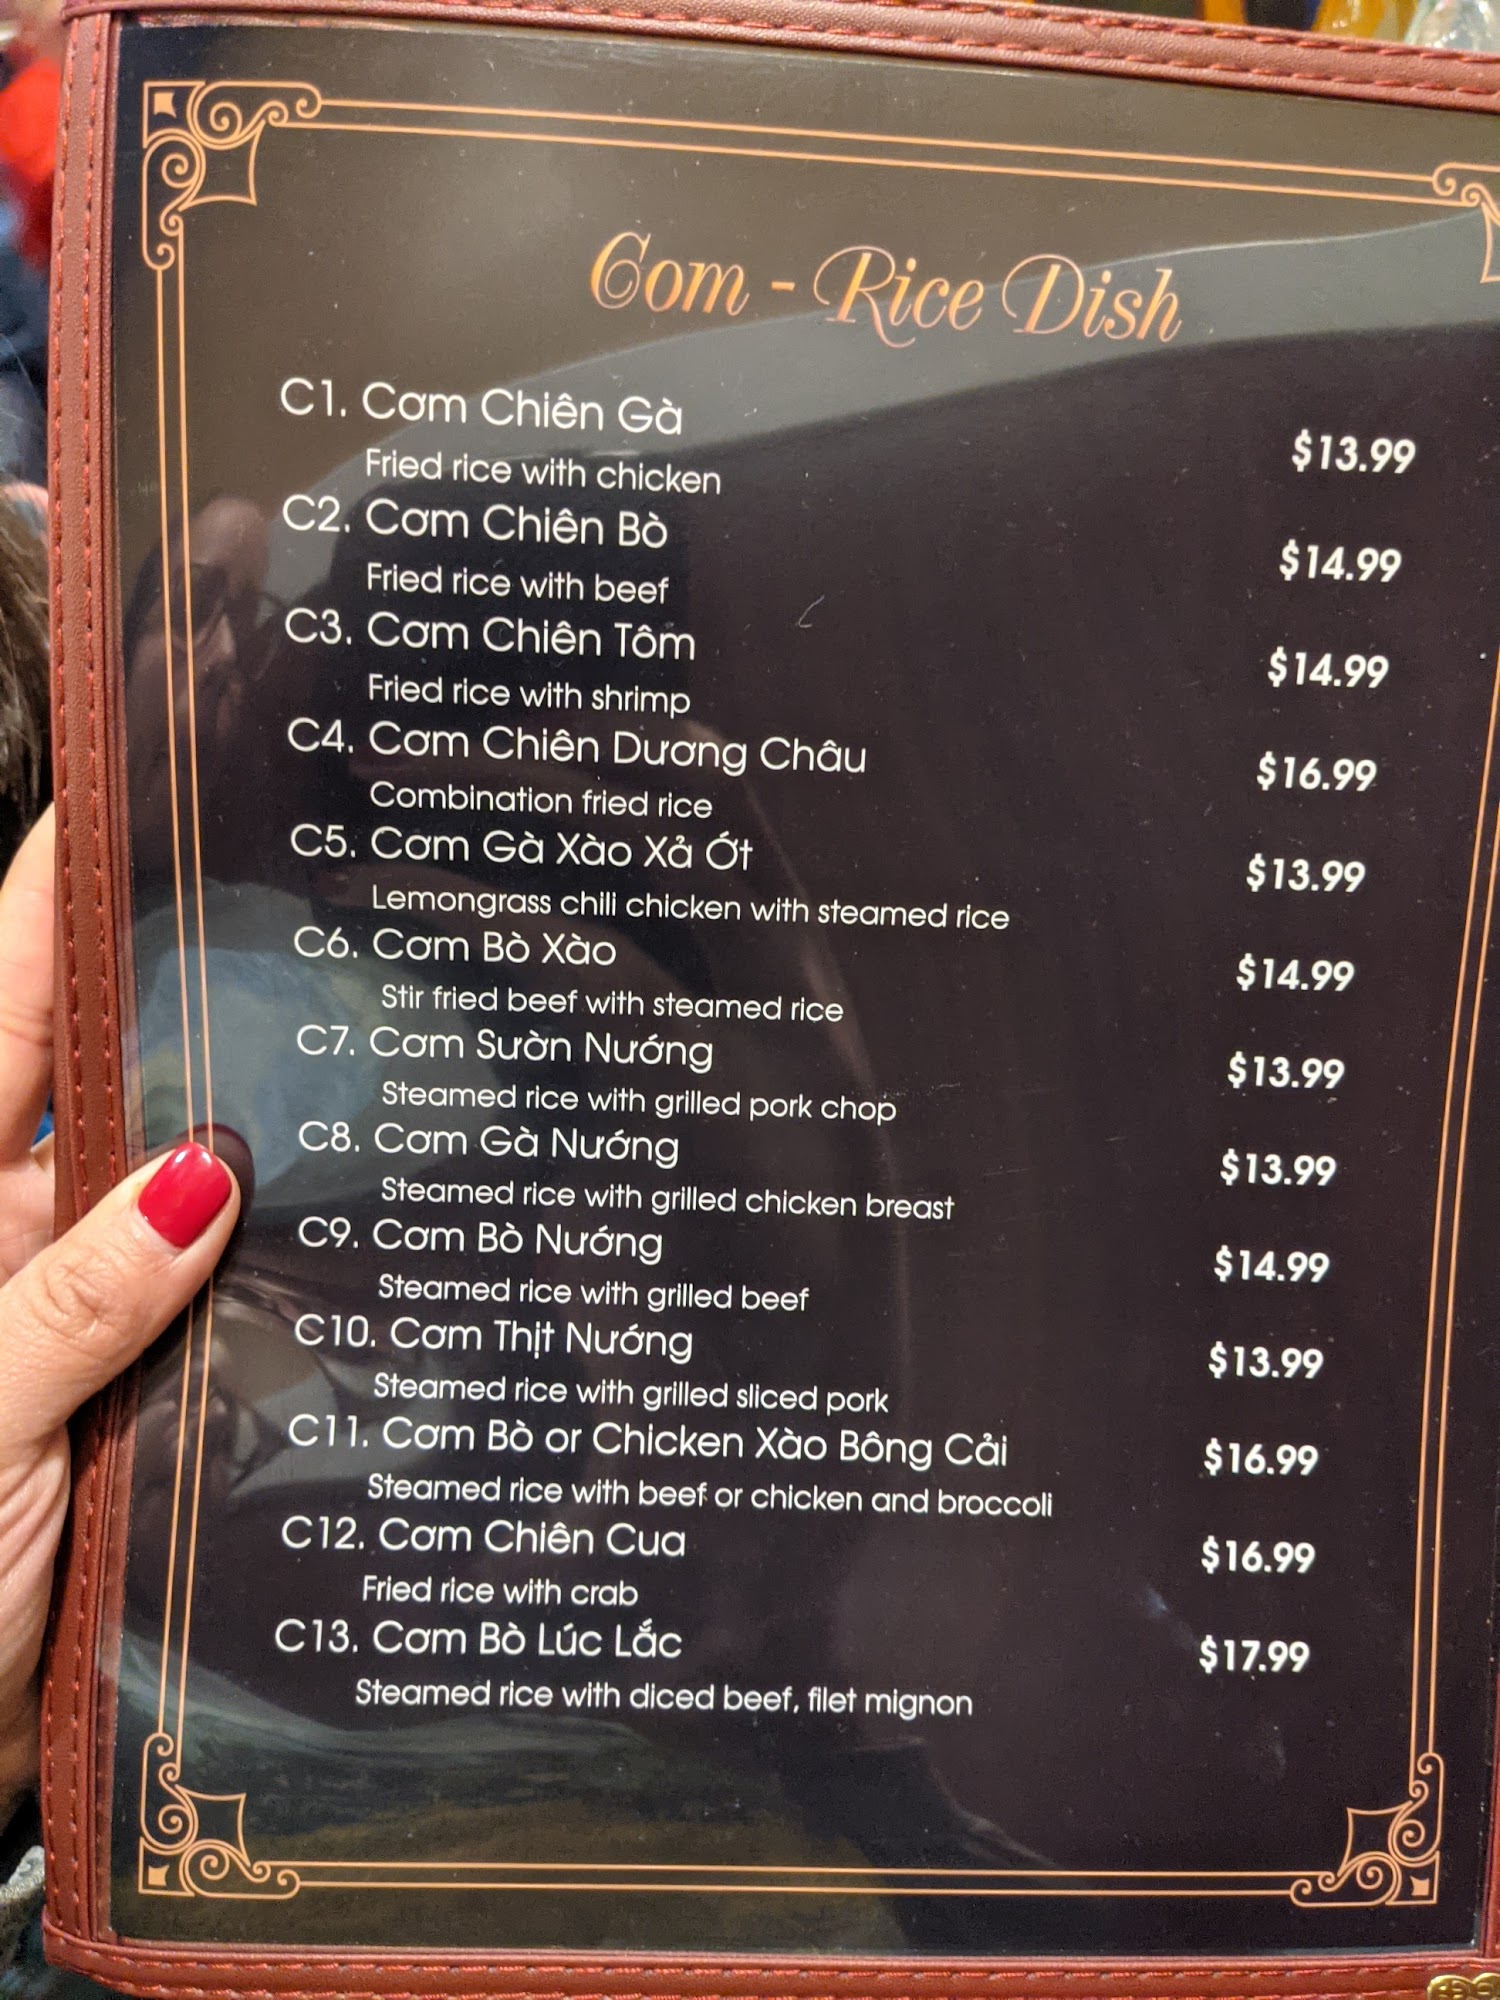 Com - Rice Dish
C1. Cơm Chiên Gà
$13.99
Fried rice with chicken
C2. Cơm Chiên Bò
$14.99
Fried rice with beef
C3. Cơm Chiên Tôm
$14.99
Fried rice with shrimp
C4. Cơm Chiên Dương Châu
$16.99
Combination fried rice
C5. Cơm Gà Xào Xả Ớt
$13.99
Lemongrass chili chicken with steamed rice
C6. Cơm Bò Xào
$14.99
Stir fried beef with steamed rice
C7. Cơm Sườn Nướng
$13.99
Steamed rice with grilled pork chop
C8. Cơm Gà Nướng
$13.99
Steamed rice with grilled chicken breast
C9. Cơm Bò Nướng
$14.99
Steamed rice with grilled beef
C10. Cơm Thịt Nướng
$13.99
Steamed rice with grilled sliced pork
C11. Cơm Bò or Chicken Xào Bông Cải
$16.99
Steamed rice with beef or chicken and broccoli
C12. Cơm Chiên Cua
$16.99
Fried rice with crab
C13. Cơm Bò Lúc Lắc
$17.99
Steamed rice with diced beef, filet mignon